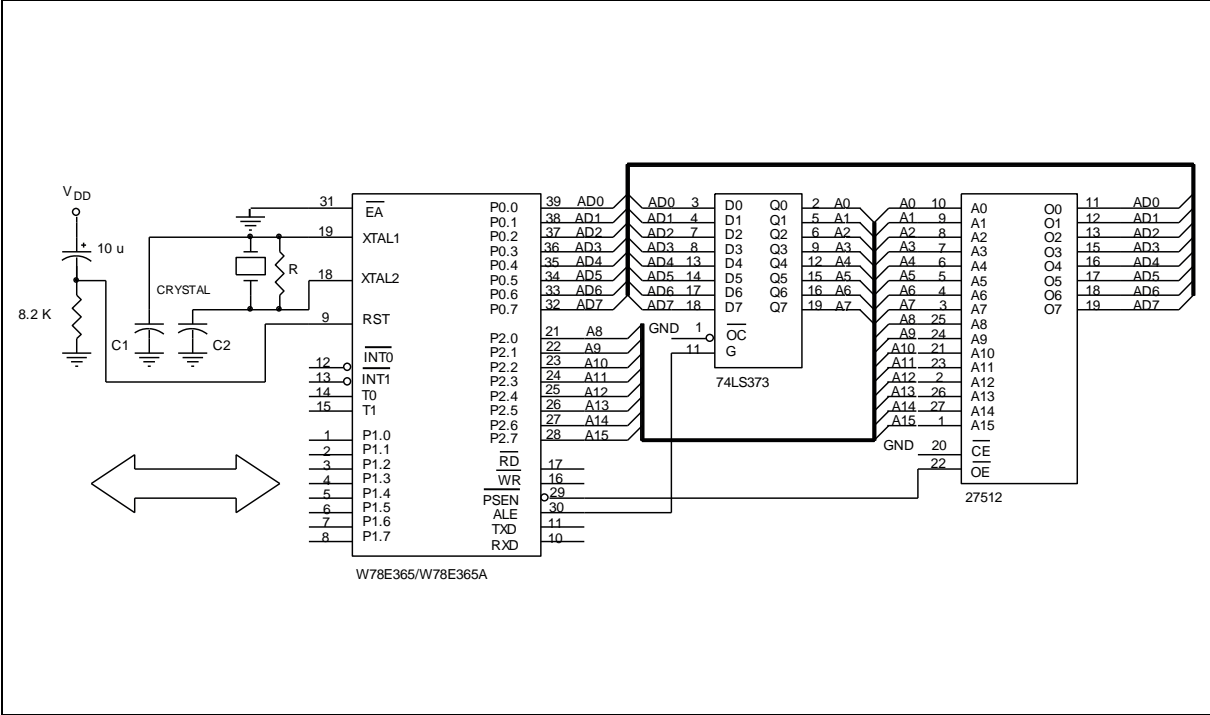 V DD
10 u
8.2 K
CRYSTAL
R
C1
C2
31 EA
19 XTAL1
18 XTAL2
9 RST
12 INT0
13 INT1
14 T0
15 T1
1 P1.0
2 P1.1
3 P1.2
4 P1.3
5 P1.4
6 P1.5
7 P1.6
8 P1.7
P0.0 39 AD0
P0.1 38 AD1
P0.2 37 AD2
P0.3 36 AD3
P0.4 35 AD4
P0.5 34 AD5
P0.6 33 AD6
P0.7 32 AD7
P2.0 21 A8
P2.1 22 A9
P2.2 23 A10
P2.3 24 A11
P2.4 25 A12
P2.5 26 A13
P2.6 27 A14
P2.7 28 A15
RD 17
WR 16
PSEN 29
ALE 30
TXD 11
RXD 10
W78E365/W78E365A
AD0 3 D0 Q0 2 A0
AD1 4 D1 Q1 5 A1
AD2 7 D2 Q2 6 A2
AD3 8 D3 Q3 9 A3
AD4 13 D4 Q4 12 A4
AD5 14 D5 Q5 15 A5
AD6 17 D6 Q6 16 A6
AD7 18 D7 Q7 19 A7
GND 1 OC
11 G
74LS373
A0 10 A0 O0 11 AD0
A1 9 A1 O1 12 AD1
A2 8 A2 O2 13 AD2
A3 7 A3 O3 15 AD3
A4 6 A4 O4 16 AD4
A5 5 A5 O5 17 AD5
A6 4 A6 O6 18 AD6
A7 3 A7 O7 19 AD7
A8 25 A8
A9 24 A9
A10 21 A10
A11 23 A11
A12 2 A12
A13 26 A13
A14 27 A14
A15 1 A15
GND 20 CE
22 OE
27512